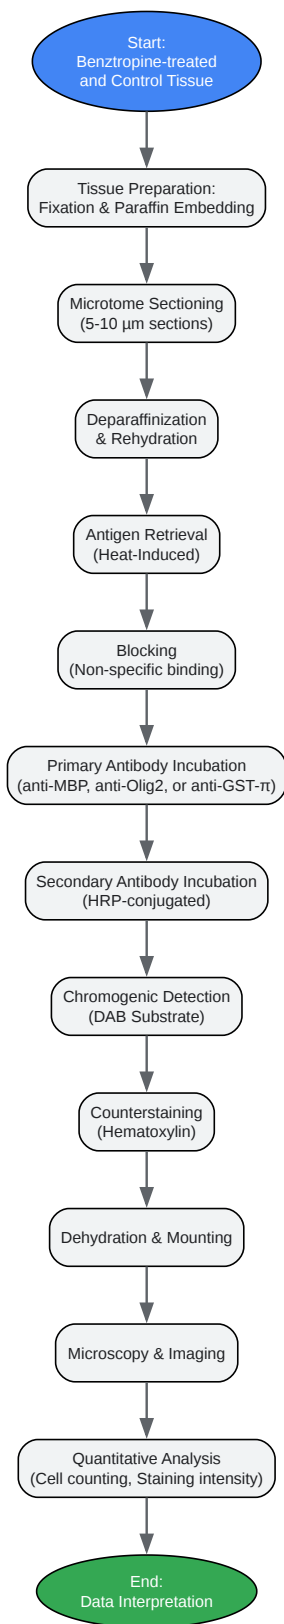 Start:
Benztropine-treated
and Control Tissue
Tissue Preparation:
Fixation & Paraffin Embedding
Microtome Sectioning
(5-10 µm sections)
Deparaffinization
& Rehydration
Antigen Retrieval
(Heat-Induced)
Blocking
(Non-specific binding)
Primary Antibody Incubation
(anti-MBP, anti-Olig2, or anti-GST-π)
Secondary Antibody Incubation
(HRP-conjugated)
Chromogenic Detection
(DAB Substrate)
Counterstaining
(Hematoxylin)
Dehydration & Mounting
Microscopy & Imaging
Quantitative Analysis
(Cell counting, Staining intensity)
End:
Data Interpretation